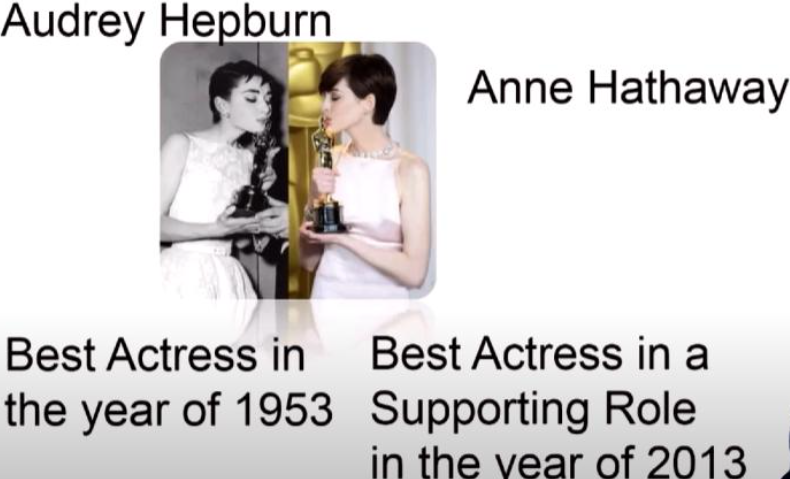 Audrey Hepburn
Anne Hathaway
Best Actress in
the year of 1953
Best Actress in a
Supporting Role
in the year of 2013